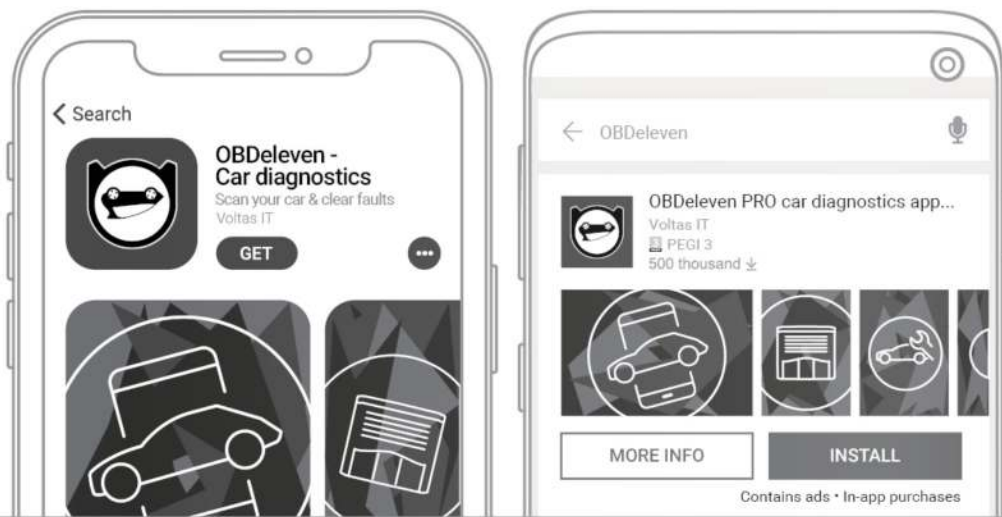 Search
OBDeleven -
Car diagnostics
Scan your car & clear faults
Voltas IT
GET
OBDeleven
OBDeleven PRO car diagnostics app...
Voltas IT
PEGI 3
500 thousand
MORE INFO
INSTALL
Contains ads • In-app purchases